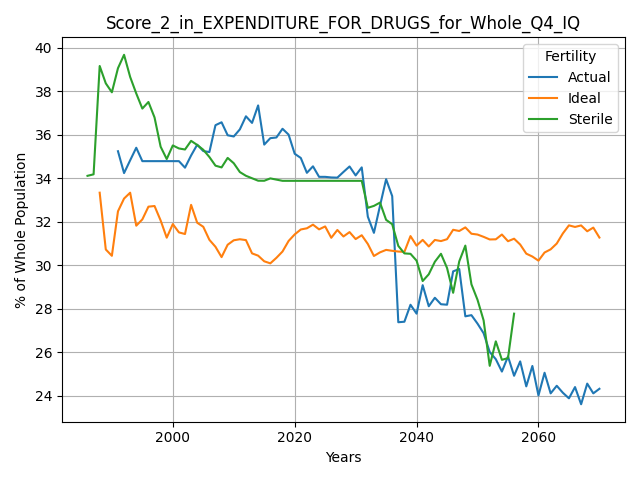 Score_2_in_EXPENDITURE_FOR_DRUGS_for_Whole_Q4_IQ
Fertility
Actual
Ideal
Sterile
% of Whole Population
40
38
36
34
32
30
28
26
24
2000
2020
2040
2060
Years